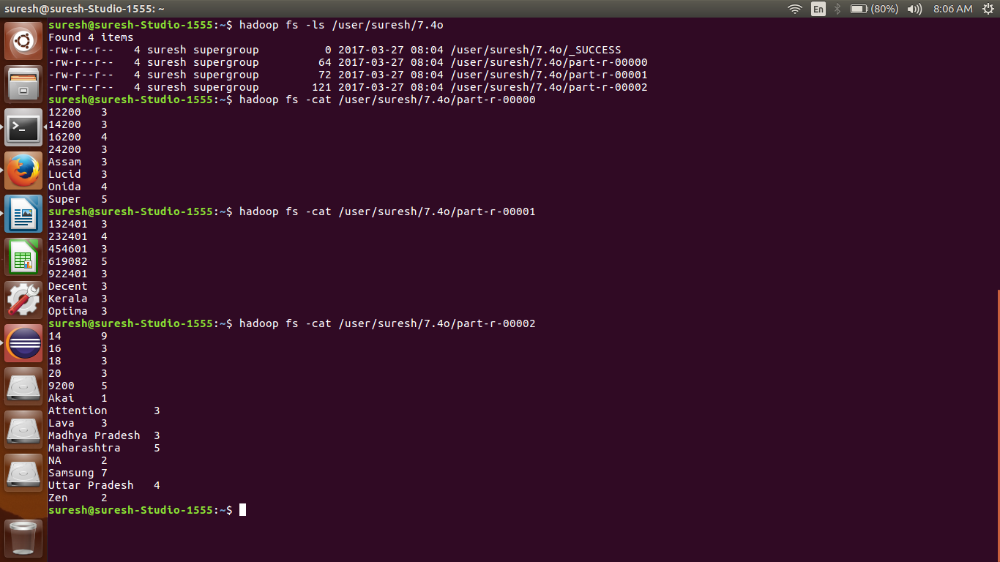 suresh@suresh-Studio-1555: ~ En (80%) 8:06 AM
suresh@suresh-Studio-1555:~$ hadoop fs -ls /user/suresh/7.4o
Found 4 items
-rw-r--r--   4 suresh supergroup          0 2017-03-27 08:04 /user/suresh/7.4o/_SUCCESS
-rw-r--r--   4 suresh supergroup         64 2017-03-27 08:04 /user/suresh/7.4o/part-r-00000
-rw-r--r--   4 suresh supergroup         72 2017-03-27 08:04 /user/suresh/7.4o/part-r-00001
-rw-r--r--   4 suresh supergroup        121 2017-03-27 08:04 /user/suresh/7.4o/part-r-00002
suresh@suresh-Studio-1555:~$ hadoop fs -cat /user/suresh/7.4o/part-r-00000
12200   3
14200   3
16200   4
24200   3
Assam   3
Lucid   3
Onida   4
Super   5
suresh@suresh-Studio-1555:~$ hadoop fs -cat /user/suresh/7.4o/part-r-00001
132401  3
232401  4
454601  3
619082  5
922401  3
Decent  3
Kerala  3
Optima  3
suresh@suresh-Studio-1555:~$ hadoop fs -cat /user/suresh/7.4o/part-r-00002
14      9
16      3
18      3
20      3
9200    5
Akai    1
Attention       3
Lava    3
Madhya Pradesh  3
Maharashtra     5
NA      2
Samsung 7
Uttar Pradesh   4
Zen     2
suresh@suresh-Studio-1555:~$